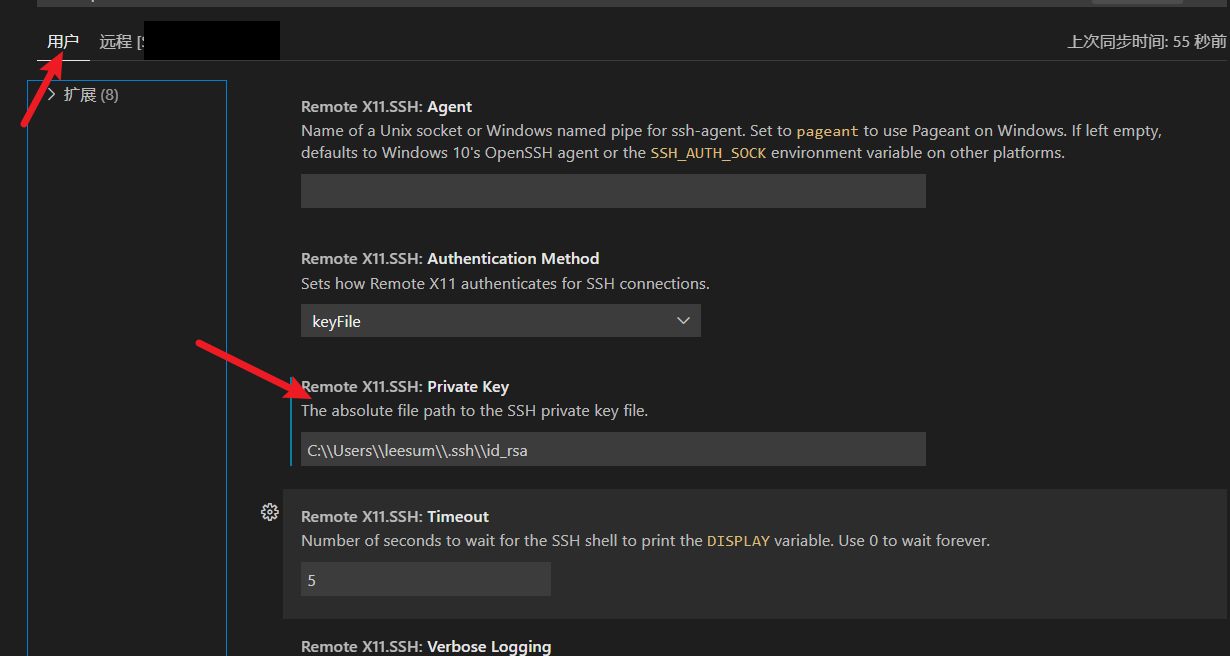 用户 远程 [S
上次同步时间: 55 秒前
扩展 (8)
Remote X11.SSH: Agent
Name of a Unix socket or Windows named pipe for ssh-agent. Set to pageant to use Pageant on Windows. If left empty,
defaults to Windows 10's OpenSSH agent or the SSH_AUTH_SOCK environment variable on other platforms.
Remote X11.SSH: Authentication Method
Sets how Remote X11 authenticates for SSH connections.
keyFile
Remote X11.SSH: Private Key
The absolute file path to the SSH private key file.
C:\\Users\\leesum\\.ssh\\id_rsa
Remote X11.SSH: Timeout
Number of seconds to wait for the SSH shell to print the DISPLAY variable. Use 0 to wait forever.
5
Remote X11.SSH: Verbose Logging